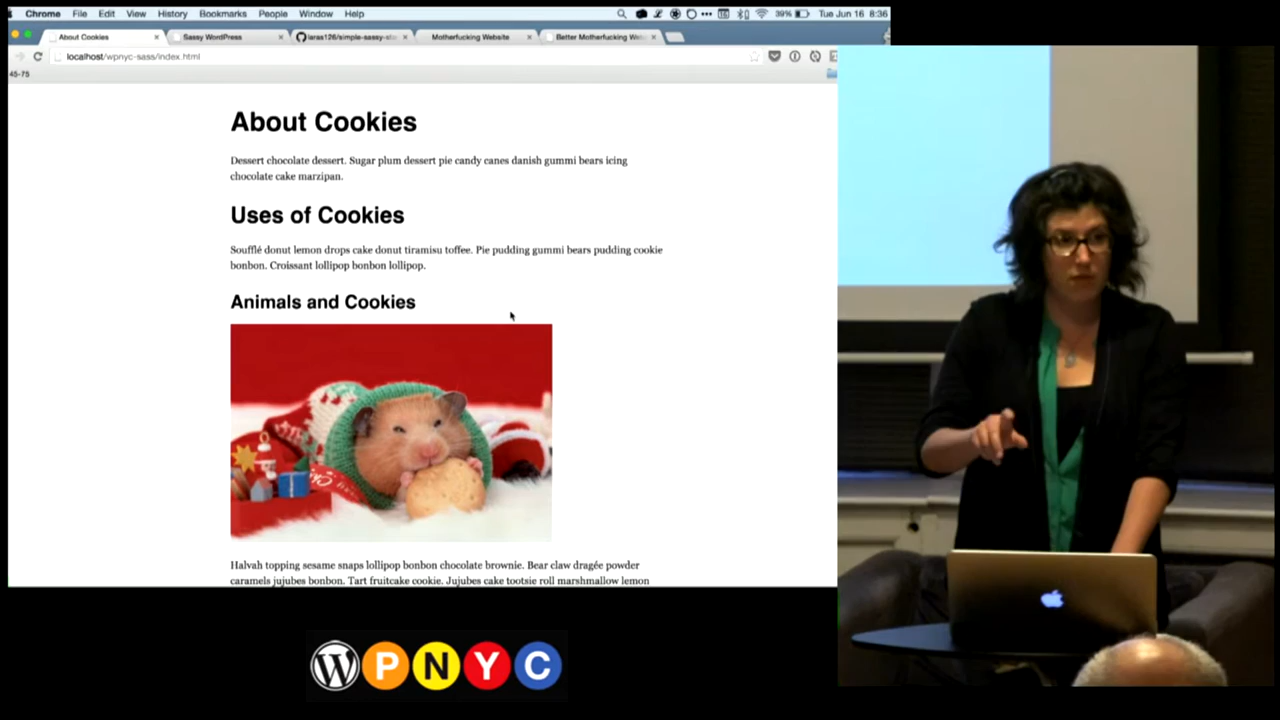 Chrome File Edit View History Bookmarks People Window Help 39% Tue Jun 16 8:36
About Cookies Sassy WordPress Motherfucking Website
localhost/wpnyc-sass/index.html
45-75
About Cookies
Dessert chocolate dessert. Sugar plum dessert pie candy canes danish gummi bears icing
chocolate cake marzipan.
Uses of Cookies
Soufflé donut lemon drops cake donut tiramisu toffee. Pie pudding gummi bears pudding cookie
bonbon. Croissant lollipop bonbon lollipop.
Animals and Cookies
Halvah topping sesame snaps lollipop bonbon chocolate brownie. Bear claw dragée powder
caramels jujubes bonbon. Tart fruitcake cookie. Jujubes cake tootsie roll marshmallow lemon
W P N Y C